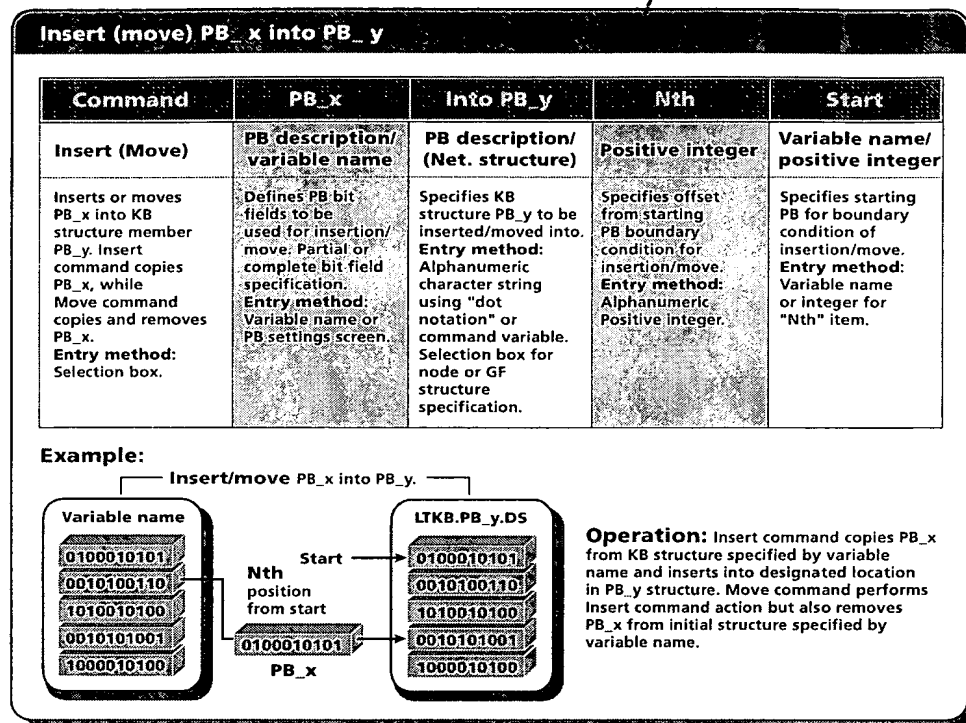 Insert (move) PB_ x into PB_ y
Command
PB_x
Into PB_y
Nth
Start
Insert (Move)
PB description/
variable name
PB description/
(Net. structure)
Positive integer
Variable name/
positive integer
Inserts or moves
PB_x into KB
structure member
PB_y. Insert
command copies
PB_x, while
Move command
copies and removes
PB_x.
Entry method:
Selection box.
Defines PB bit
fields to be
used for insertion/
move. Partial or
complete bit field
specification.
Entry method:
Variable name or
PB settings screen.
Specifies KB
structure PB_y to be
inserted/moved into.
Entry method:
Alphanumeric
character string
using "dot
notation" or
command variable.
Selection box for
node or GF
structure
specification.
Specifies offset
from starting
PB boundary
condition for
insertion/move.
Entry method:
Alphanumeric
Positive integer.
Specifies starting
PB for boundary
condition of
insertion/move.
Entry method:
Variable name
or integer for
"Nth" item.
Example:
Insert/move PB_x into PB_y.
Variable name
0100010101
0010100110
1010010100
0010101001
1000010100
Start
Nth
position
from start
0100010101
PB_x
LTKB.PB_y.DS
0100010101
0010100110
1010010100
0010101001
1000010100
Operation: Insert command copies PB_x
from KB structure specified by variable
name and inserts into designated location
in PB_y structure. Move command performs
Insert command action but also removes
PB_x from initial structure specified by
variable name.